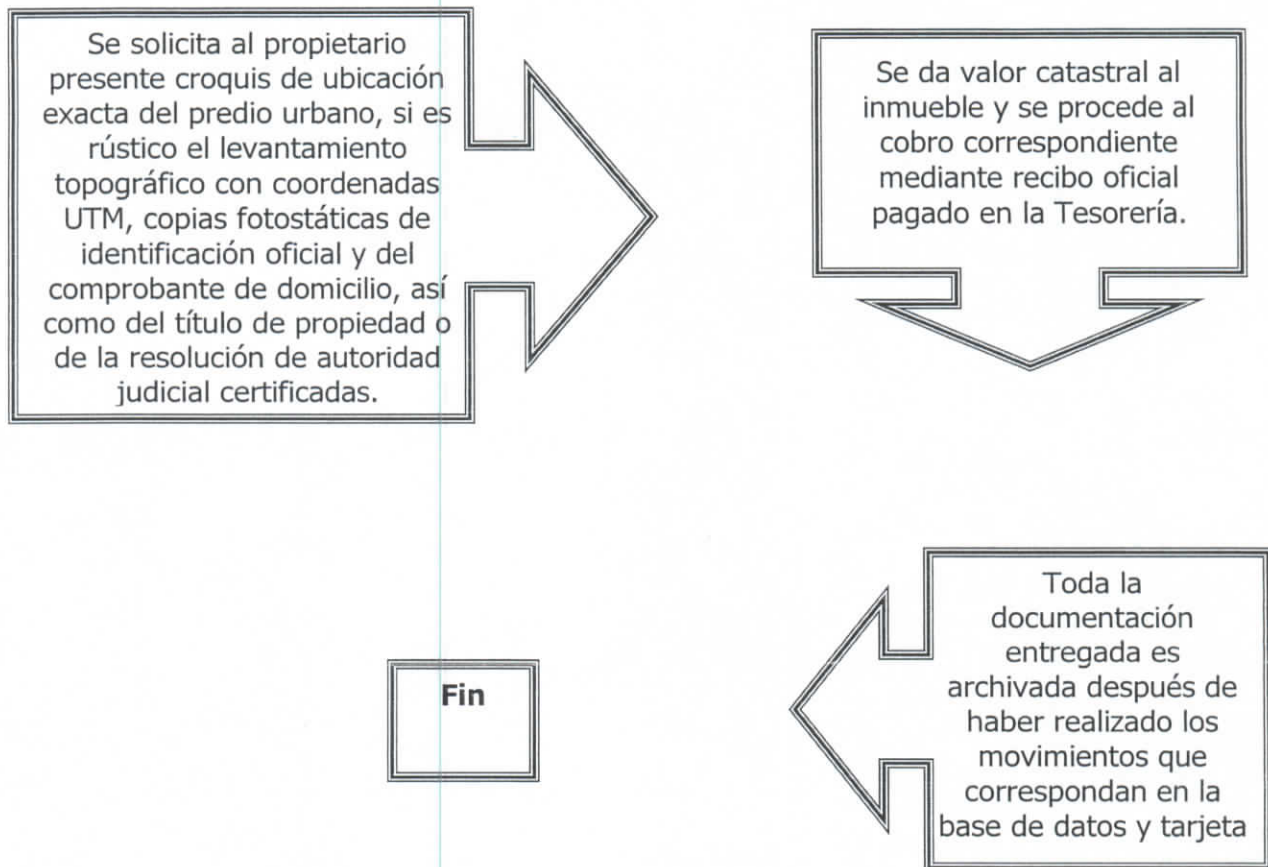 Se solicita al propietario
presente croquis de ubicación
exacta del predio urbano, si es
rústico el levantamiento
topográfico con coordenadas
UTM, copias fotostáticas de
identificación oficial y del
comprobante de domicilio, así
como del título de propiedad o
de la resolución de autoridad
judicial certificadas.
Se da valor catastral al
inmueble y se procede al
cobro correspondiente
mediante recibo oficial
pagado en la Tesorería.
Toda la
documentación
entregada es
archivada después de
haber realizado los
movimientos que
correspondan en la
base de datos y tarjeta
Fin